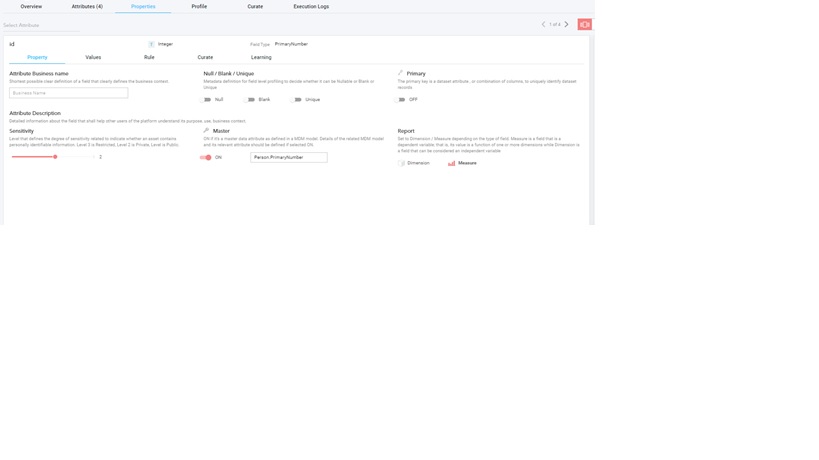 Overview Attributes (4) Properties Profile Curate Execution Logs
Select Attribute 1 of 4
id Integer Field Type PrimaryNumber
Property Values Rule Curate Learning
Attribute Business name
Shortest possible clear definition of a field that clearly defines the business context.
Business Name
Null / Blank / Unique
Metadata definition for field level profiling to decide whether it can be Nullable or Blank or
Unique
Null Blank Unique
Primary
The primary key is a dataset attribute , or combination of columns, to uniquely identify dataset
records.
OFF
Attribute Description
Detailed information about the field that shall help other users of the platform understand its purpose, use, business context.
Sensitivity
Level that defines the degree of sensitivity related to indicate whether an asset contains
personally identifiable information. Level 3 is Restricted, Level 2 is Private, Level is Public.
2
Master
ON if it's a master data attribute as defined in a MDM model. Details of the related MDM model
and its relevant attribute should be defined if selected ON.
ON Person.PrimaryNumber
Report
Set to Dimension / Measure depending on the type of field. Measure is a field that is a
dependent variable; that is, its value is a function of one or more dimensions while Dimension is
a field that can be considered an independent variable.
Dimension Measure